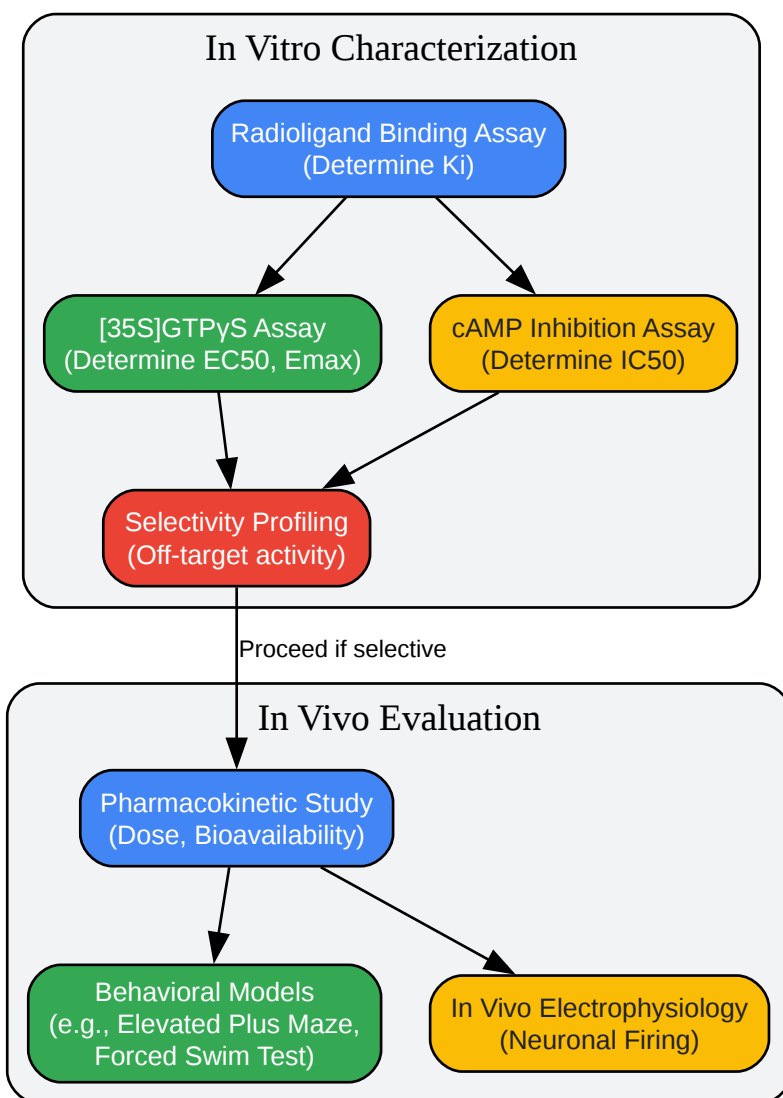 In Vitro Characterization
Radioligand Binding Assay
(Determine Ki)
[35S]GTPγS Assay
(Determine EC50, Emax)
cAMP Inhibition Assay
(Determine IC50)
Selectivity Profiling
(Off-target activity)
Proceed if selective
In Vivo Evaluation
Pharmacokinetic Study
(Dose, Bioavailability)
Behavioral Models
(e.g., Elevated Plus Maze,
Forced Swim Test)
In Vivo Electrophysiology
(Neuronal Firing)